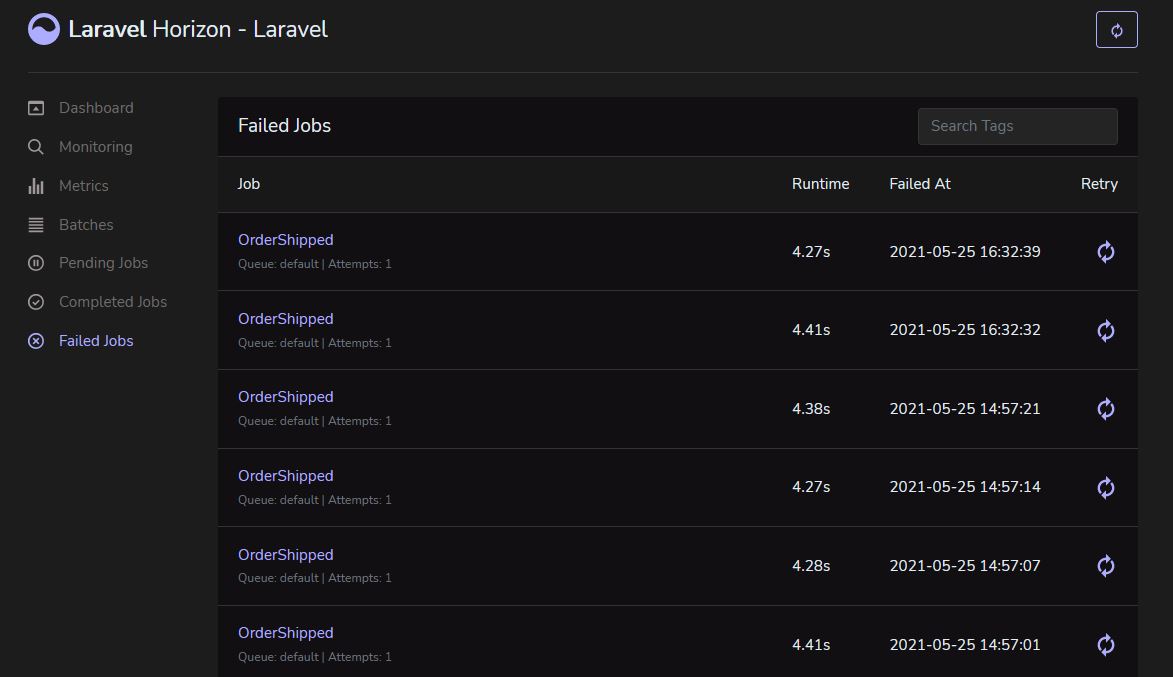 Laravel Horizon - Laravel
Dashboard
Monitoring
Metrics
Batches
Pending Jobs
Completed Jobs
Failed Jobs
Failed Jobs
Search Tags
Job Runtime Failed At Retry
OrderShipped
Queue: default | Attempts: 1
4.27s 2021-05-25 16:32:39
OrderShipped
Queue: default | Attempts: 1
4.41s 2021-05-25 16:32:32
OrderShipped
Queue: default | Attempts: 1
4.38s 2021-05-25 14:57:21
OrderShipped
Queue: default | Attempts: 1
4.27s 2021-05-25 14:57:14
OrderShipped
Queue: default | Attempts: 1
4.28s 2021-05-25 14:57:07
OrderShipped
Queue: default | Attempts: 1
4.41s 2021-05-25 14:57:01